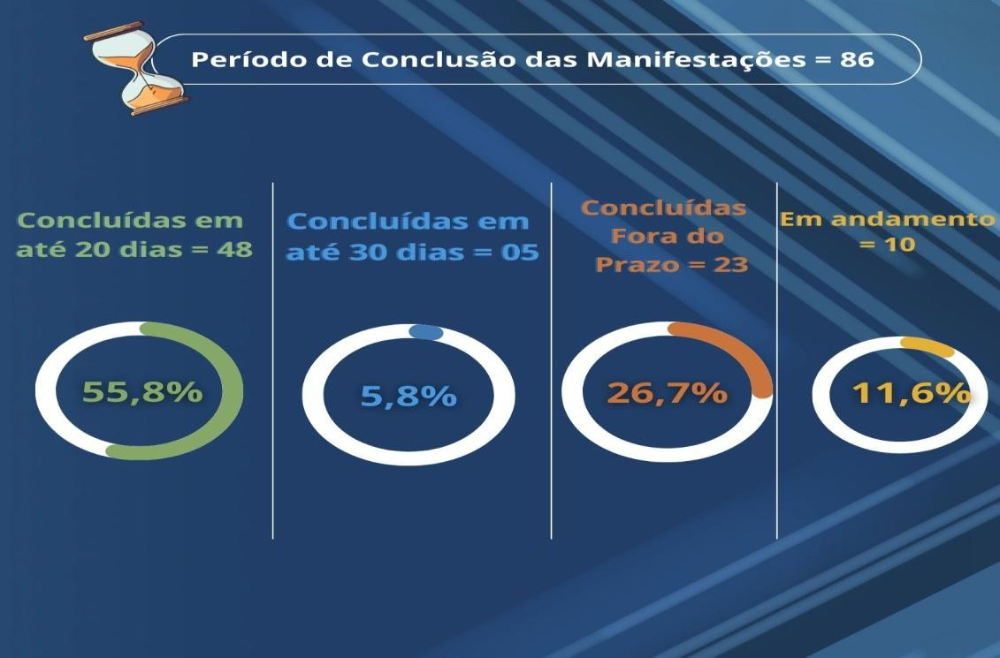 Período de Conclusão das Manifestações = 86
Concluídas em
até 20 dias = 48
55,8%
Concluídas em
até 30 dias = 05
5,8%
Concluídas
Fora do
Prazo = 23
26,7%
Em andamento
= 10
11,6%